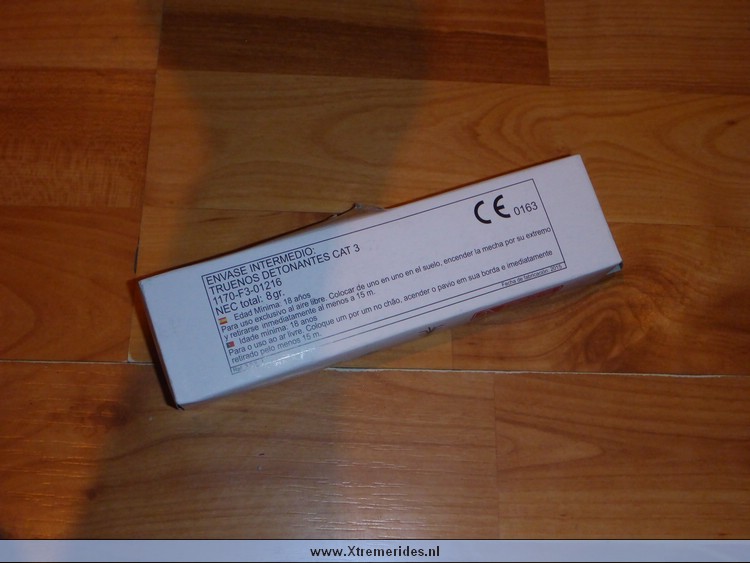 ENVASE INTERMEDIO:
TRUENOS DETONANTES CAT 3
1170-F3-01216
NEC total: 8gr.
CE 0163
Edad Mínima: 18 años
Para uso exclusivo al aire libre. Colocar de uno en uno en el suelo, encender la mecha por su extremo
y retirarse inmediatamente al menos a 15 m.
Idade mínima: 18 anos
Para o uso ao ar livre. Coloque um por um no chão, acender o pavio em sua borda e imediatamente
retirado pelo menos 15 m.
Fecha de fabricación:
www.Xtremerides.nl